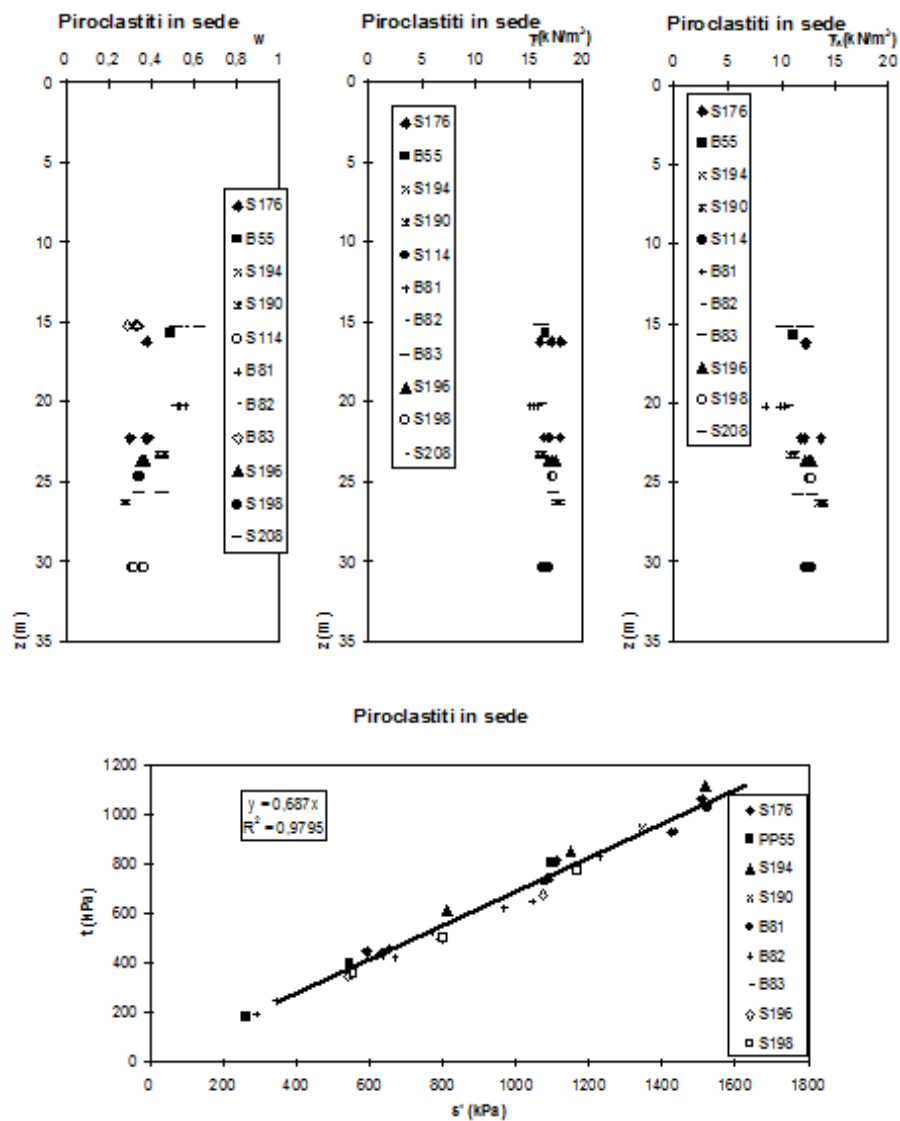 Piroclastiti in sede
w
0 0,2 0,4 0,6 0,8 1
0
5
10
15
20
25
30
35
z (m)
S176
B55
S194
S190
S114
B81
B82
B83
S196
S198
S208
Piroclastiti in sede
(kN/m³)
0 5 10 15 20
0
5
10
15
20
25
30
35
z (m)
S176
B55
S194
S190
S114
B81
B82
B83
S196
S198
S208
Piroclastiti in sede
(kN/m³)
0 5 10 15 20
0
5
10
15
20
25
30
35
z (m)
S176
B55
S194
S190
S114
B81
B82
B83
S196
S198
S208
Piroclastiti in sede
t (kPa)
1200
1000
800
600
400
200
0
y = 0,687x
R² = 0,9795
S176
PP55
S194
S190
B81
B82
B83
S196
S198
0 200 400 600 800 1000 1200 1400 1600 1800
s' (kPa)